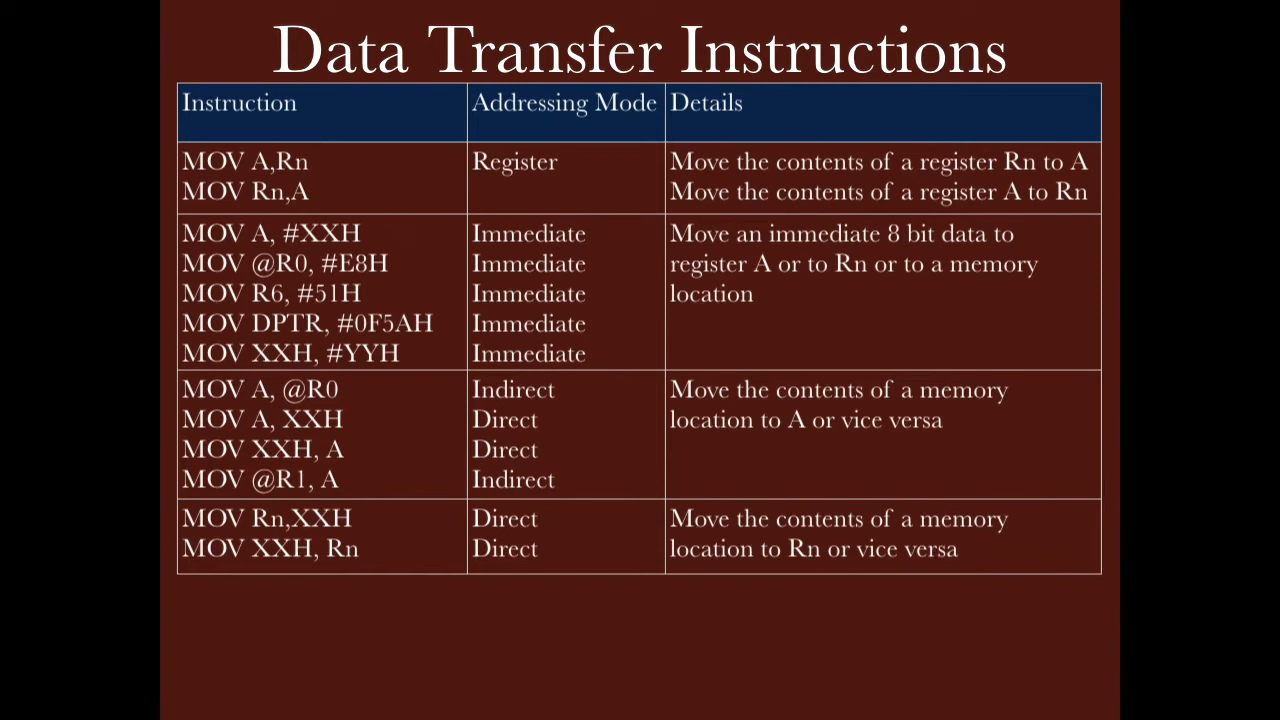 Data Transfer Instructions
Instruction Addressing Mode Details
MOV A,Rn Register Move the contents of a register Rn to A
MOV Rn,A Move the contents of a register A to Rn
MOV A, #XXH Immediate Move an immediate 8 bit data to
MOV @R0, #E8H Immediate register A or to Rn or to a memory
MOV R6, #51H Immediate location
MOV DPTR, #0F5AH Immediate
MOV XXH, #YYH Immediate
MOV A, @R0 Indirect Move the contents of a memory
MOV A, XXH Direct location to A or vice versa
MOV XXH, A Direct
MOV @R1, A Indirect
MOV Rn,XXH Direct Move the contents of a memory
MOV XXH, Rn Direct location to Rn or vice versa